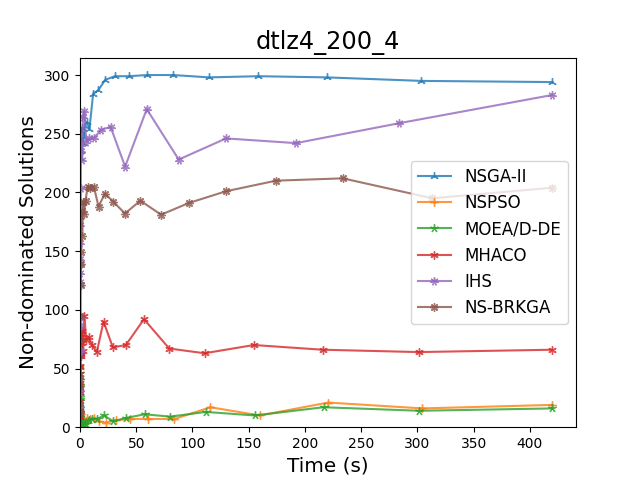 dtlz4_200_4
Non-dominated Solutions
300
250
200
150
100
50
0
NSGA-II
NSPSO
MOEA/D-DE
MHACO
IHS
NS-BRKGA
0 50 100 150 200 250 300 350 400
Time (s)